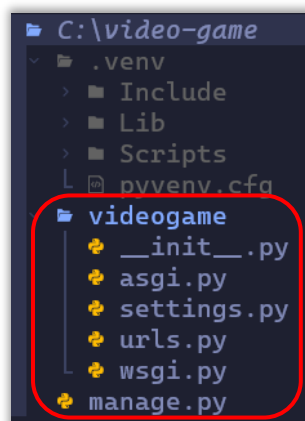 C:\video-game
.venv
Include
Lib
Scripts
pyvenv.cfg
videogame
__init__.py
asgi.py
settings.py
urls.py
wsgi.py
manage.py